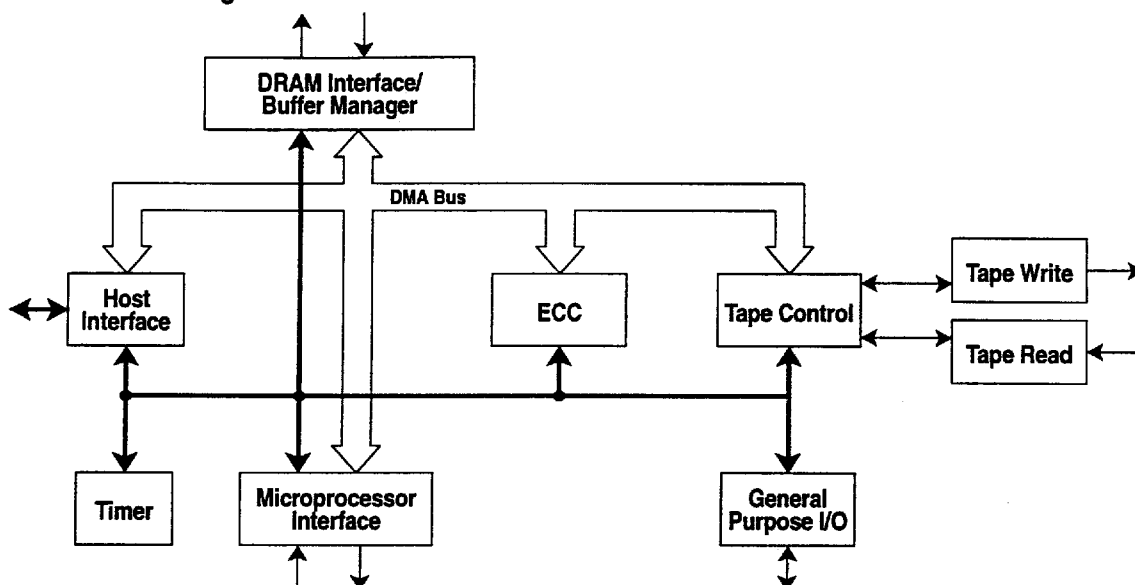 DRAM Interface/
Buffer Manager
DMA Bus
Host
Interface
ECC
Tape Control
Tape Write
Tape Read
Timer
Microprocessor
Interface
General
Purpose I/O